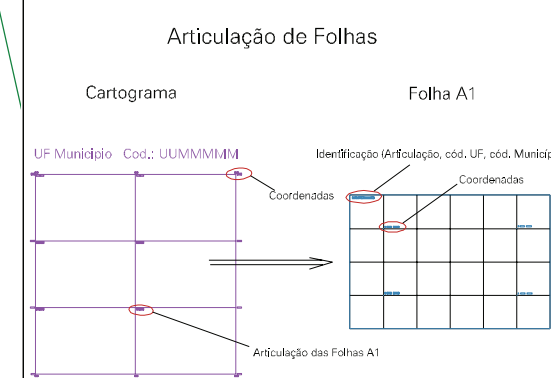 Articulação de Folhas
Cartograma
Folha A1
UF Municipio Cod.: UUMMMMM
Identificação (Articulação, cód. UF, cód. Municíp
Coordenadas
Coordenadas
Articulação das Folhas A1